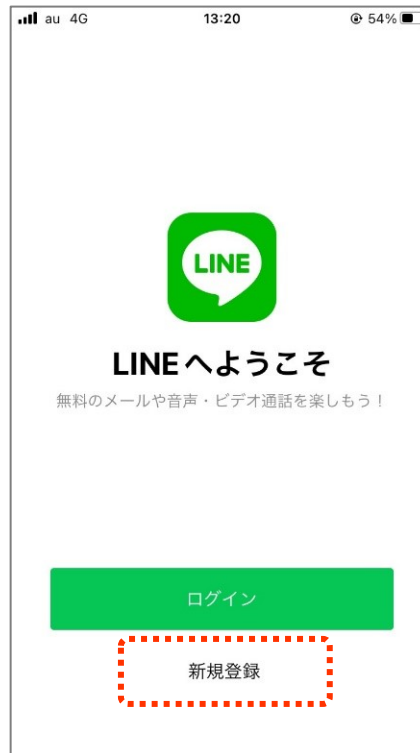 au 4G 13:20 54%
LINE
LINEへようこそ
無料のメールや音声・ビデオ通話を楽しもう！
ログイン
新規登録